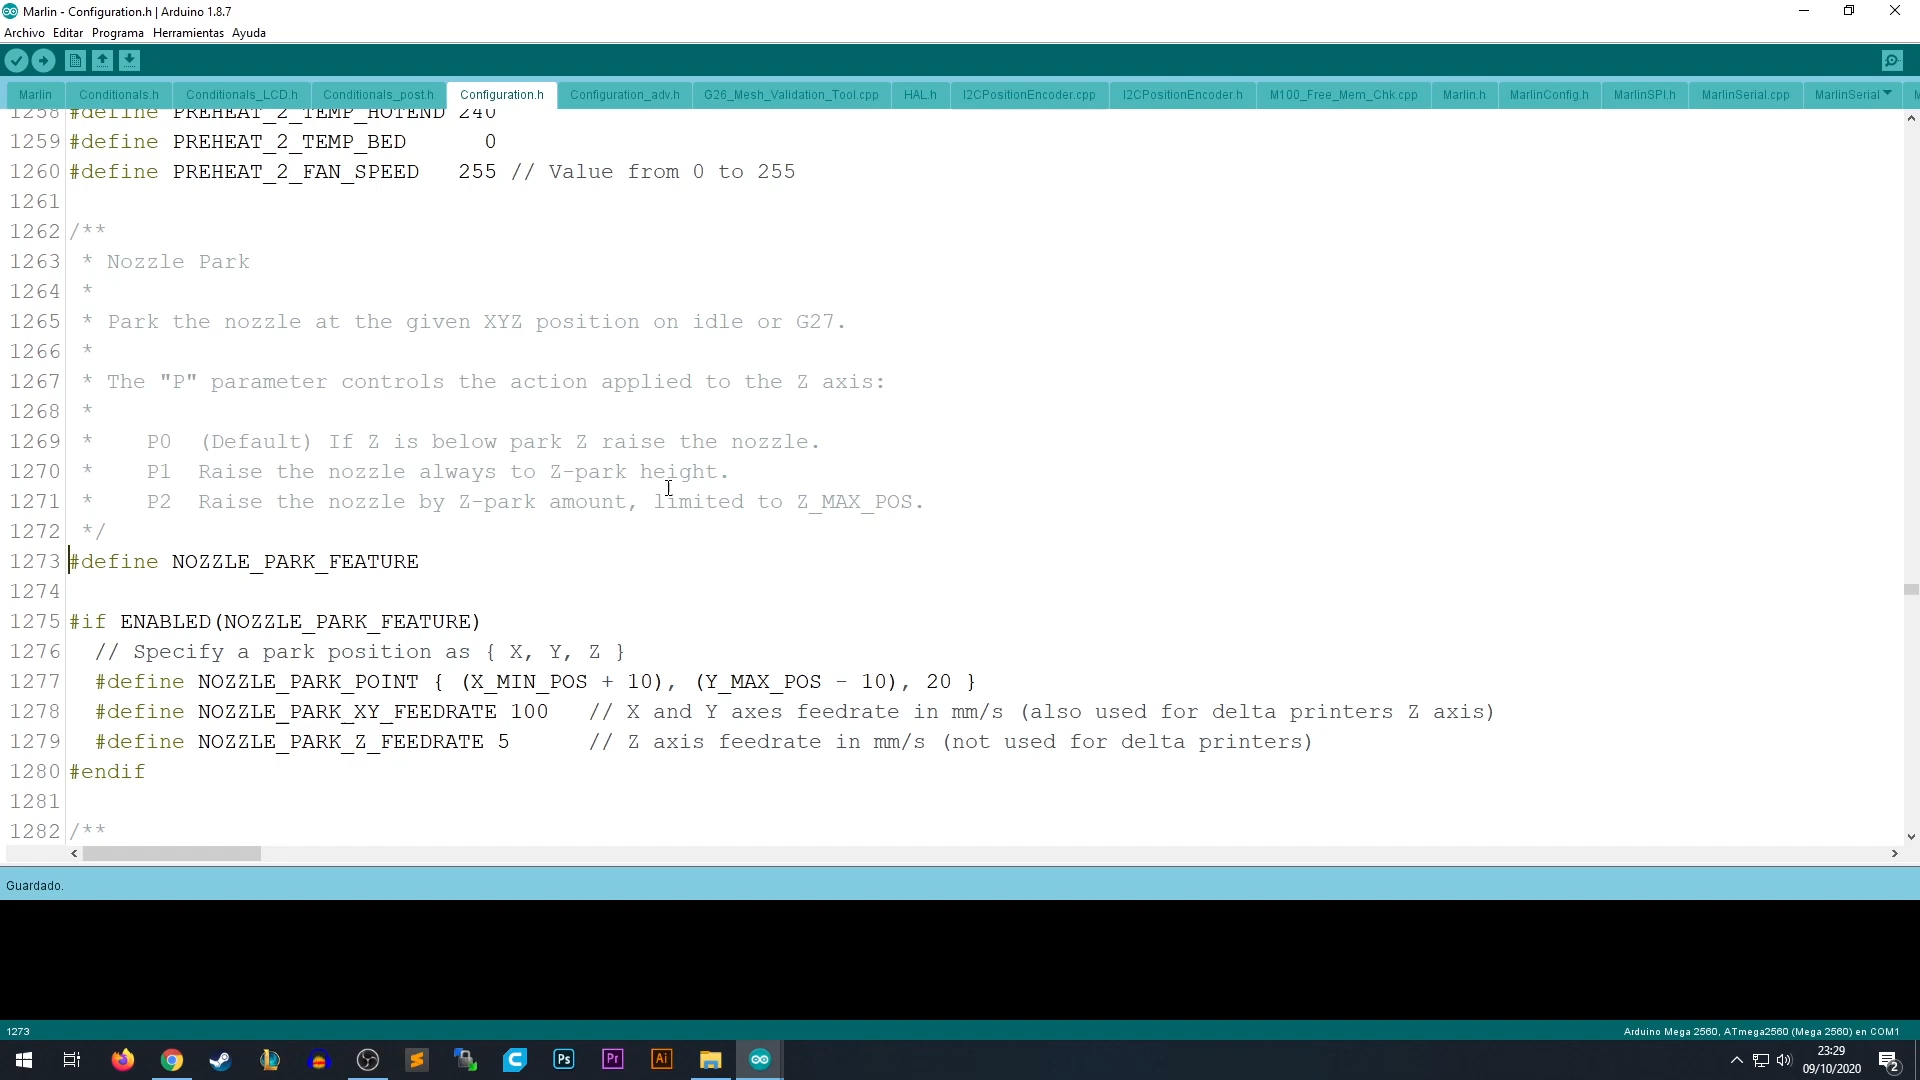 Marlin - Configuration.h | Arduino 1.8.7
Archivo Editar Programa Herramientas Ayuda
Marlin Conditionals.h Conditionals_LCD.h Conditionals_post.h Configuration.h Configuration_adv.h G26_Mesh_Validation_Tool.cpp HAL.h I2CPositionEncoder.cpp I2CPositionEncoder.h M100_Free_Mem_Chk.cpp Marlin.h MarlinConfig.h MarlinSPI.h MarlinSerial.cpp MarlinSerial
1258 #define PREHEAT_2_TEMP_HOTEND 240
1259 #define PREHEAT_2_TEMP_BED 0
1260 #define PREHEAT_2_FAN_SPEED 255 // Value from 0 to 255
1261
1262 /**
1263 * Nozzle Park
1264 *
1265 * Park the nozzle at the given XYZ position on idle or G27.
1266 *
1267 * The "P" parameter controls the action applied to the Z axis:
1268 *
1269 * P0 (Default) If Z is below park Z raise the nozzle.
1270 * P1 Raise the nozzle always to Z-park height.
1271 * P2 Raise the nozzle by Z-park amount, limited to Z_MAX_POS.
1272 */
1273 #define NOZZLE_PARK_FEATURE
1274
1275 #if ENABLED(NOZZLE_PARK_FEATURE)
1276 // Specify a park position as { X, Y, Z }
1277 #define NOZZLE_PARK_POINT { (X_MIN_POS + 10), (Y_MAX_POS - 10), 20 }
1278 #define NOZZLE_PARK_XY_FEEDRATE 100 // X and Y axes feedrate in mm/s (also used for delta printers Z axis)
1279 #define NOZZLE_PARK_Z_FEEDRATE 5 // Z axis feedrate in mm/s (not used for delta printers)
1280 #endif
1281
1282 /**
Guardado.
1273 Arduino Mega 2560, ATmega2560 (Mega 2560) en COM1
Ps Pr Ai
23:29
09/10/2020
2